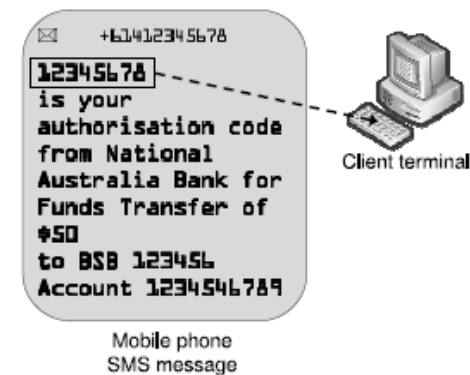 +61412345678
12345678
is your
authorisation code
from National
Australia Bank for
Funds Transfer of
$50
to BSB 123456
Account 1234546789
Client terminal
Mobile phone
SMS message